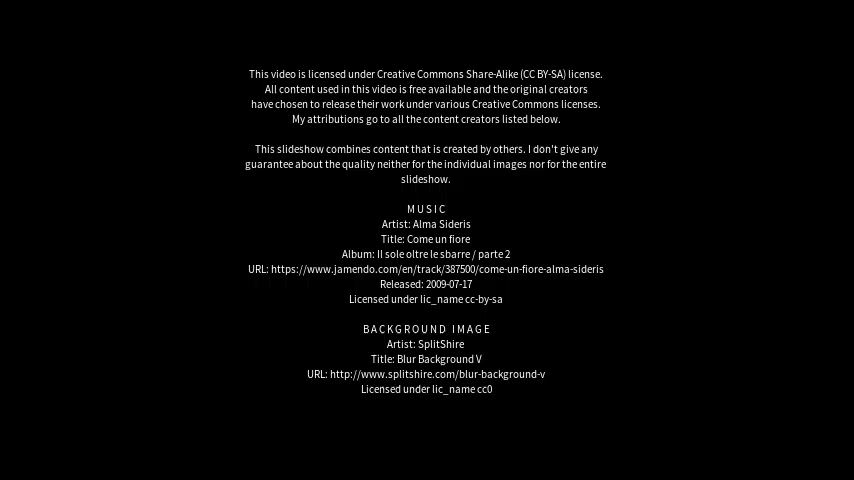 This video is licensed under Creative Commons Share-Alike (CC BY-SA) license.
All content used in this video is free available and the original creators
have chosen to release their work under various Creative Commons licenses.
My attributions go to all the content creators listed below.
This slideshow combines content that is created by others. I don't give any
guarantee about the quality neither for the individual images nor for the entire
slideshow.
MUSIC
Artist: Alma Sideris
Title: Come un fiore
Album: Il sole oltre le sbarre / parte 2
URL: https://www.jamendo.com/en/track/387500/come-un-fiore-alma-sideris
Released: 2009-07-17
Licensed under lic_name cc-by-sa
BACKGROUND IMAGE
Artist: SplitShire
Title: Blur Background V
URL: http://www.splitshire.com/blur-background-v
Licensed under lic_name cc0